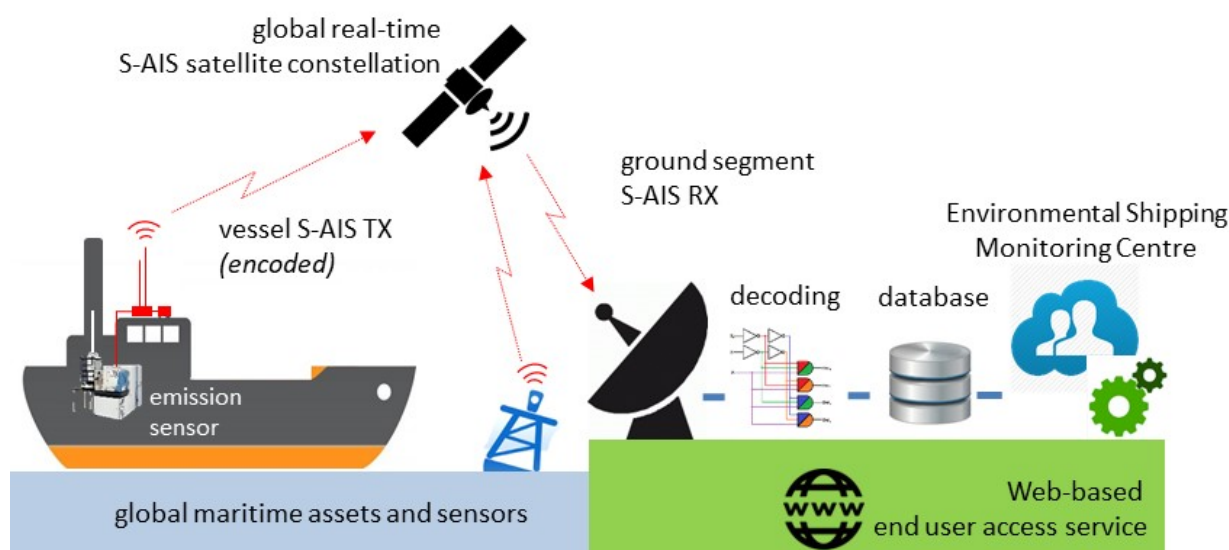 global real-time
S-AIS satellite constellation
ground segment
S-AIS RX
vessel S-AIS TX
(encoded)
Environmental Shipping
Monitoring Centre
decoding
database
emission
sensor
global maritime assets and sensors
www
Web-based
end user access service